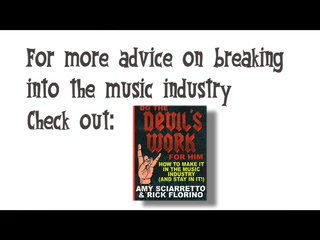 For more advice on breaking
into the music industry
Check out:
DO THE
DEVIL'S
WORK
FOR HIM
HOW TO MAKE IT
IN THE MUSIC
INDUSTRY
(AND STAY IN IT!)
AMY SCIARRETTO
& RICK FLORINO